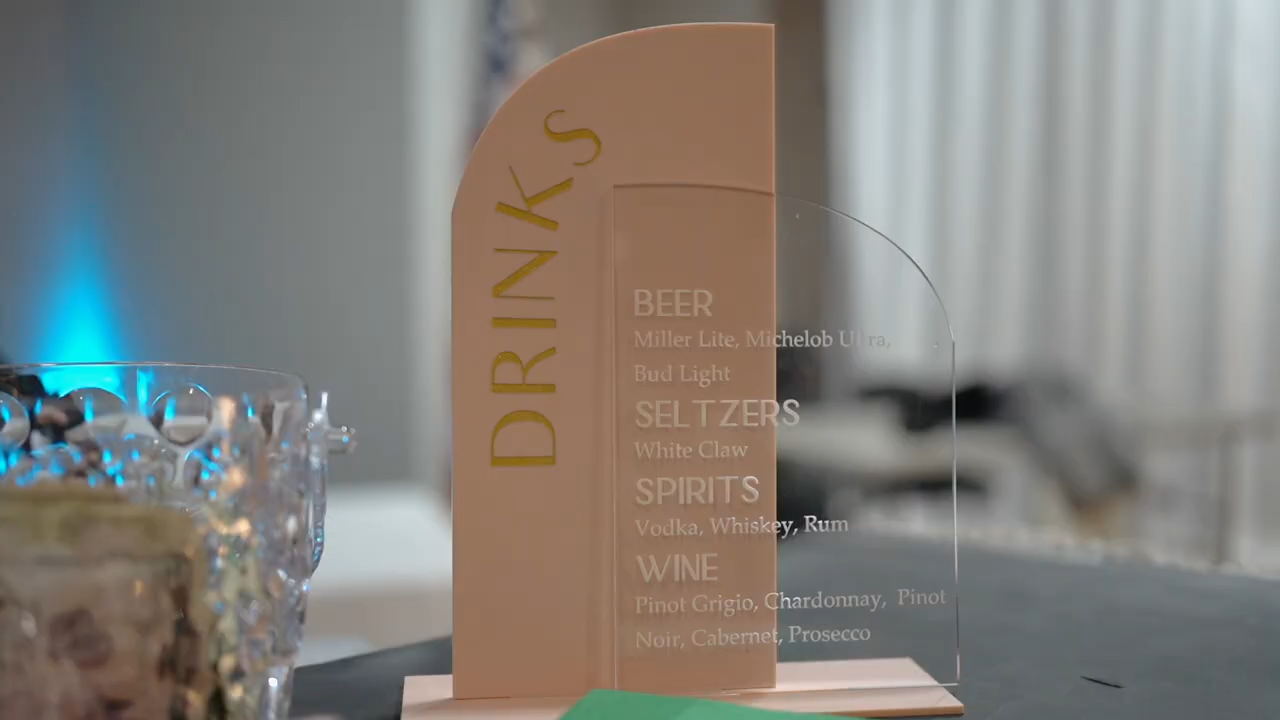 DRINKS
BEER
Miller Lite, Michelob Ultra,
Bud Light
SELTZERS
White Claw
SPIRITS
Vodka, Whiskey, Rum
WINE
Pinot Grigio, Chardonnay, Pinot
Noir, Cabernet, Prosecco